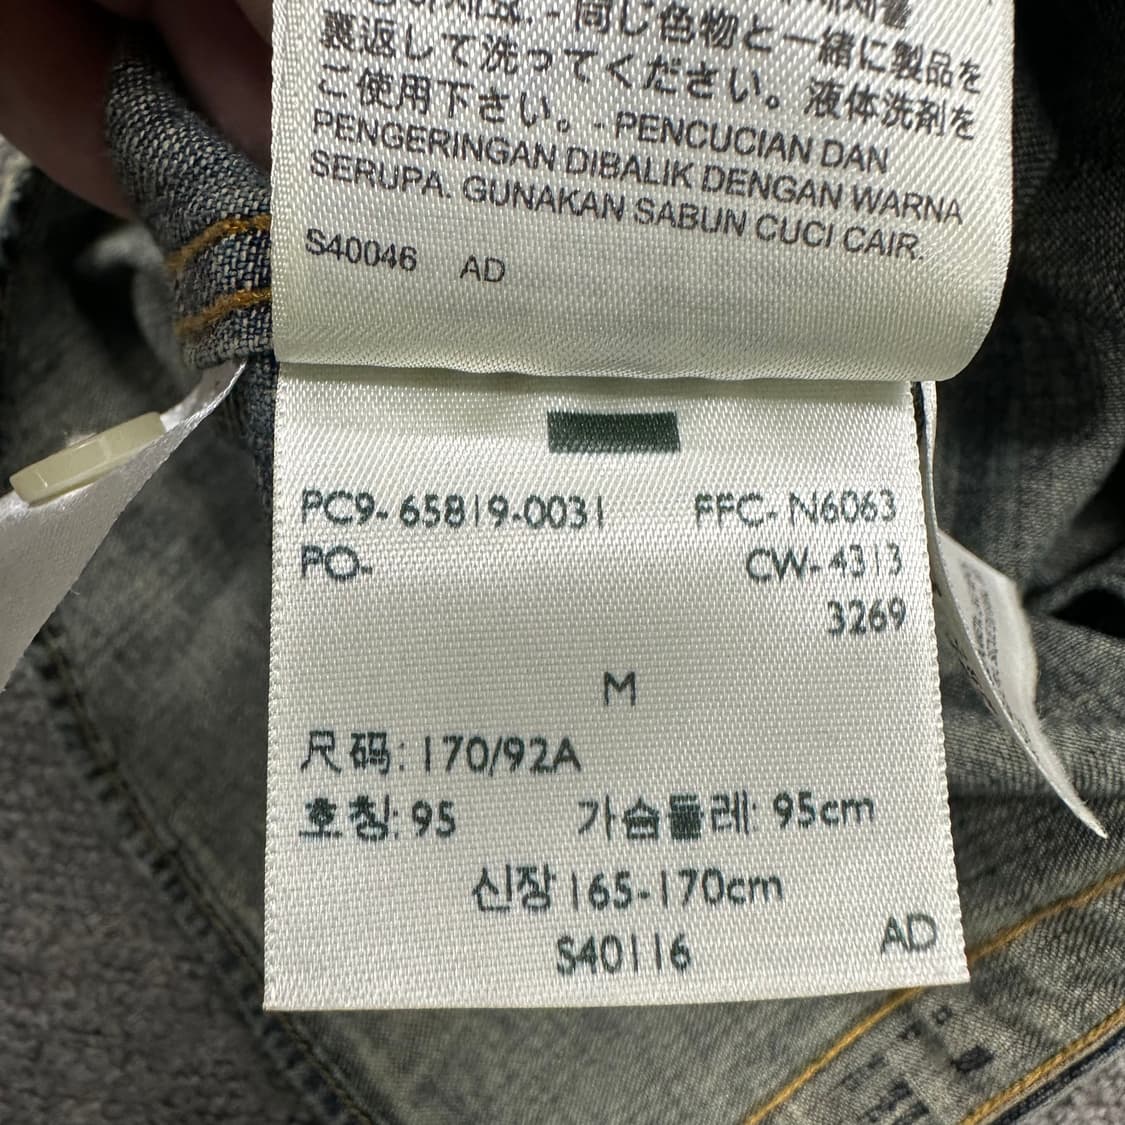 同じ色物と一緒に製品を
裏返して洗ってください。液体洗剤を
ご使用下さい。- PENCUCIAN DAN
PENGERINGAN DIBALIK DENGAN WARNA
SERUPA. GUNAKAN SABUN CUCI CAIR.
S40046 AD
PC9-65819-0031 FFC-N6063
PO- CW-4313
3269
M
尺码: 170/92A
호칭: 95 가슴둘레: 95cm
신장 165-170cm
S40116 AD